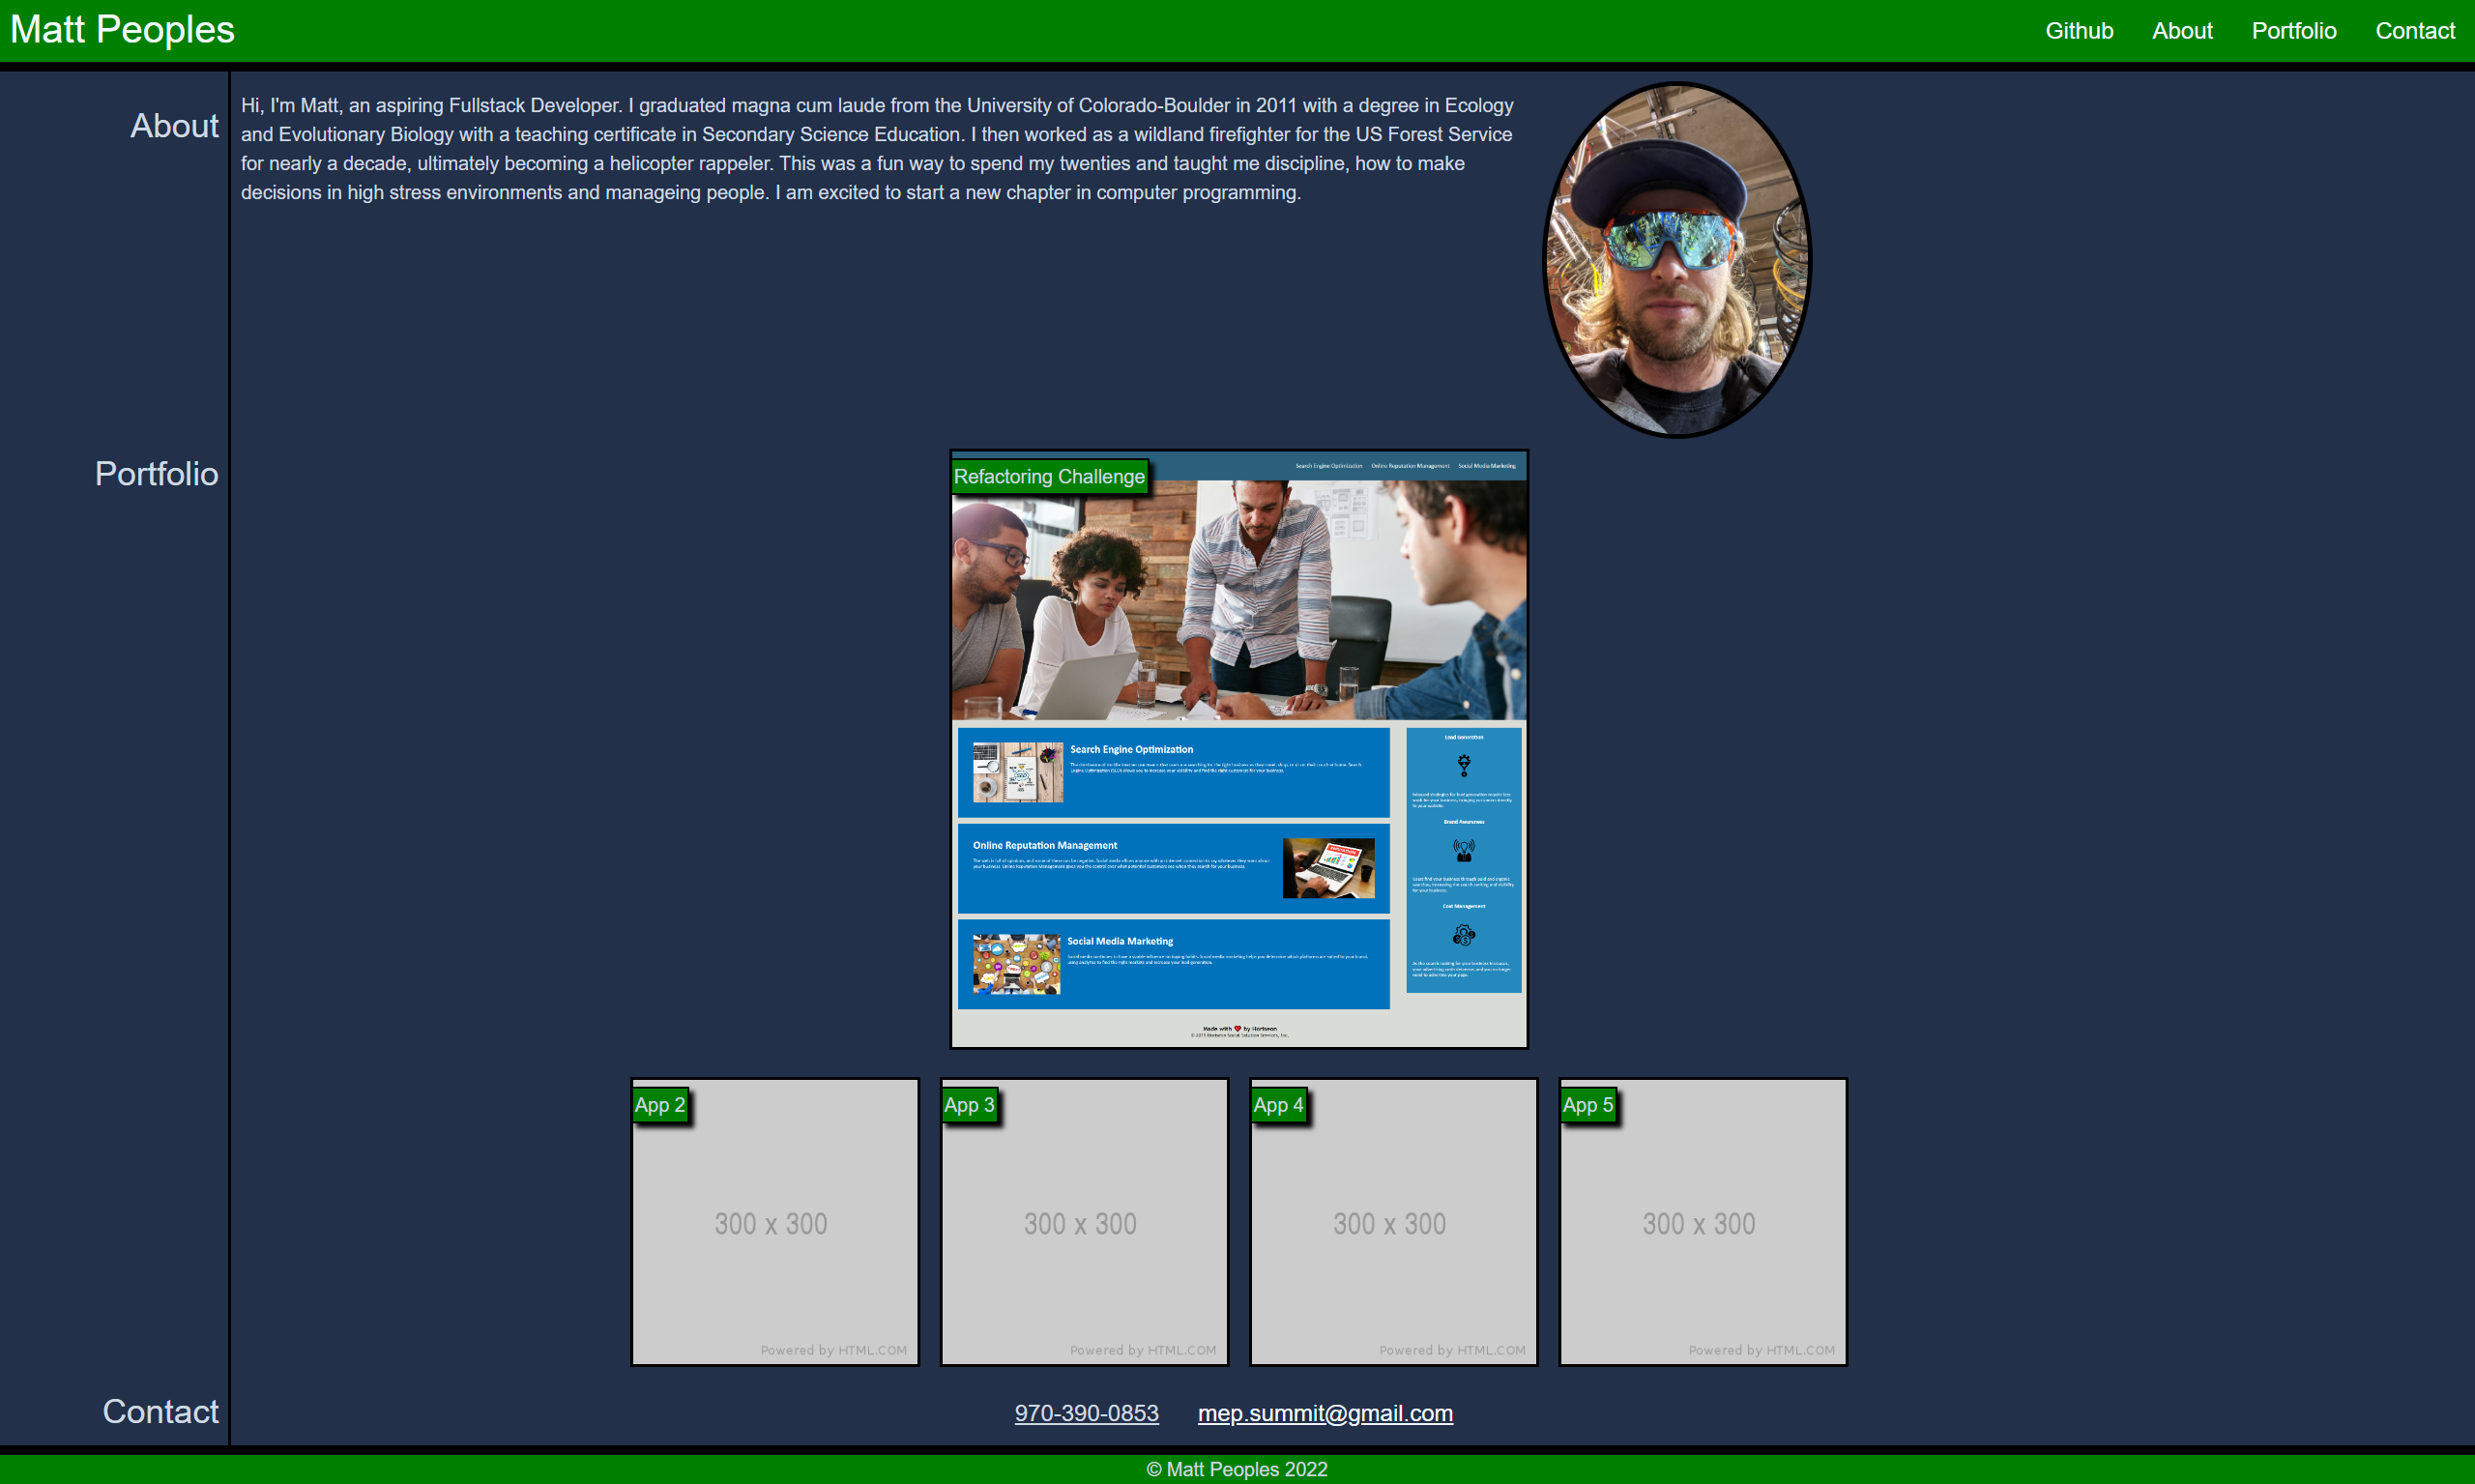 Matt Peoples
Github About Portfolio Contact
About
Hi, I'm Matt, an aspiring Fullstack Developer. I graduated magna cum laude from the University of Colorado-Boulder in 2011 with a degree in Ecology
and Evolutionary Biology with a teaching certificate in Secondary Science Education. I then worked as a wildland firefighter for the US Forest Service
for nearly a decade, ultimately becoming a helicopter rappeler. This was a fun way to spend my twenties and taught me discipline, how to make
decisions in high stress environments and manageing people. I am excited to start a new chapter in computer programming.
Portfolio
Refactoring Challenge
Search Engine Optimization Online Reputation Management Social Media Marketing
Search Engine Optimization
Online Reputation Management
Social Media Marketing
Lead Generation
Brand Awareness
Cost Management
Made with ❤ by Horiseon
App 2
300 x 300
Powered by HTML.COM
App 3
300 x 300
Powered by HTML.COM
App 4
300 x 300
Powered by HTML.COM
App 5
300 x 300
Powered by HTML.COM
Contact
970-390-0853 mep.summit@gmail.com
© Matt Peoples 2022